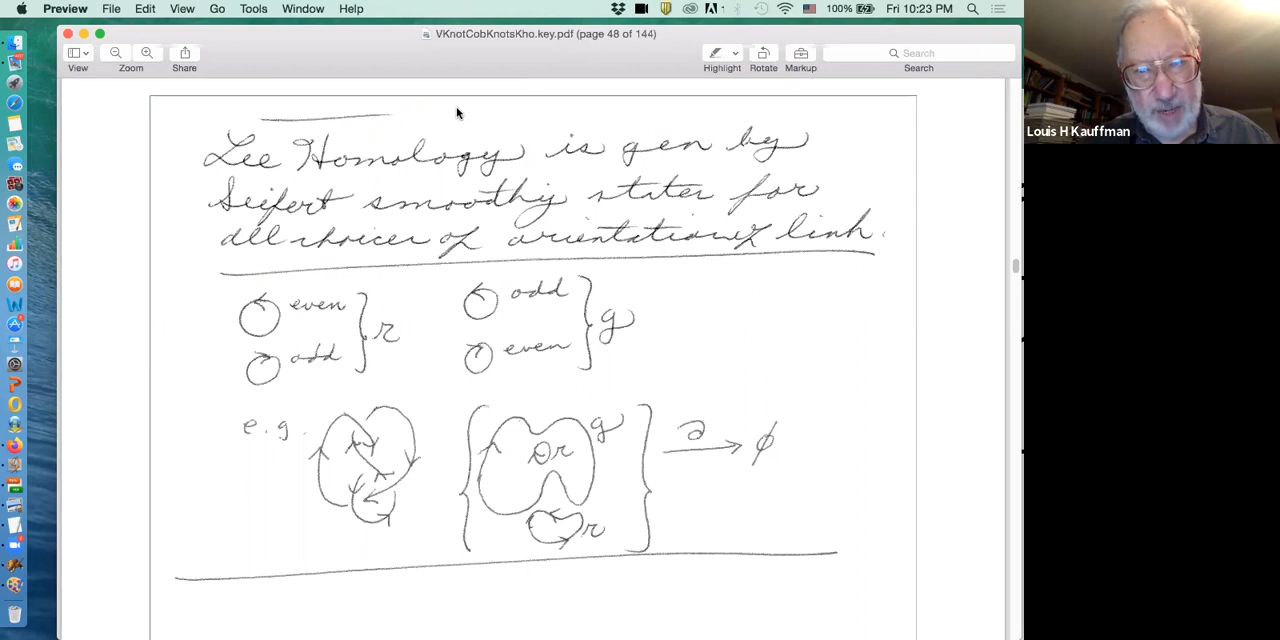 Preview File Edit View Go Tools Window Help 100% Fri 10:23 PM
VKnotCobKnotsKho.key.pdf (page 48 of 144)
View Zoom Share Highlight Rotate Markup Search
Search
Louis H Kauffman
Lee Homology is gen by
Seifert smoothing states for
all choices of orientation of link.
even odd
r g
odd even
e.g. g
r ∂ → φ
r